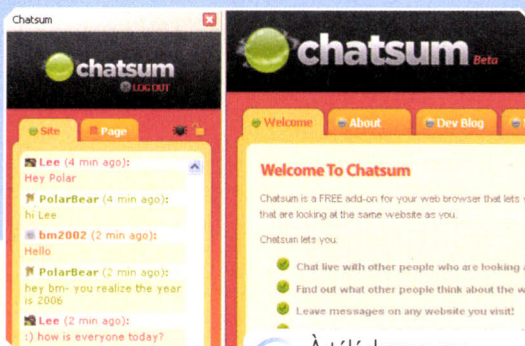 Chatsum
chatsum
LOG OUT
Site
Page
Lee (4 min ago):
Hey Polar
PolarBear (4 min ago):
hi Lee
bm2002 (2 min ago):
Hello
PolarBear (2 min ago):
hey bm- you realize the year
is 2006
Lee (2 min ago):
:) how is everyone today?
chatsum Beta
Welcome
About
Dev Blog
Welcome To Chatsum
Chatsum is a FREE add-on for your web browser that lets
that are looking at the same website as you.
Chatsum lets you:
Chat live with other people who are looking
Find out what other people think about the
Leave messages on any website you visit!